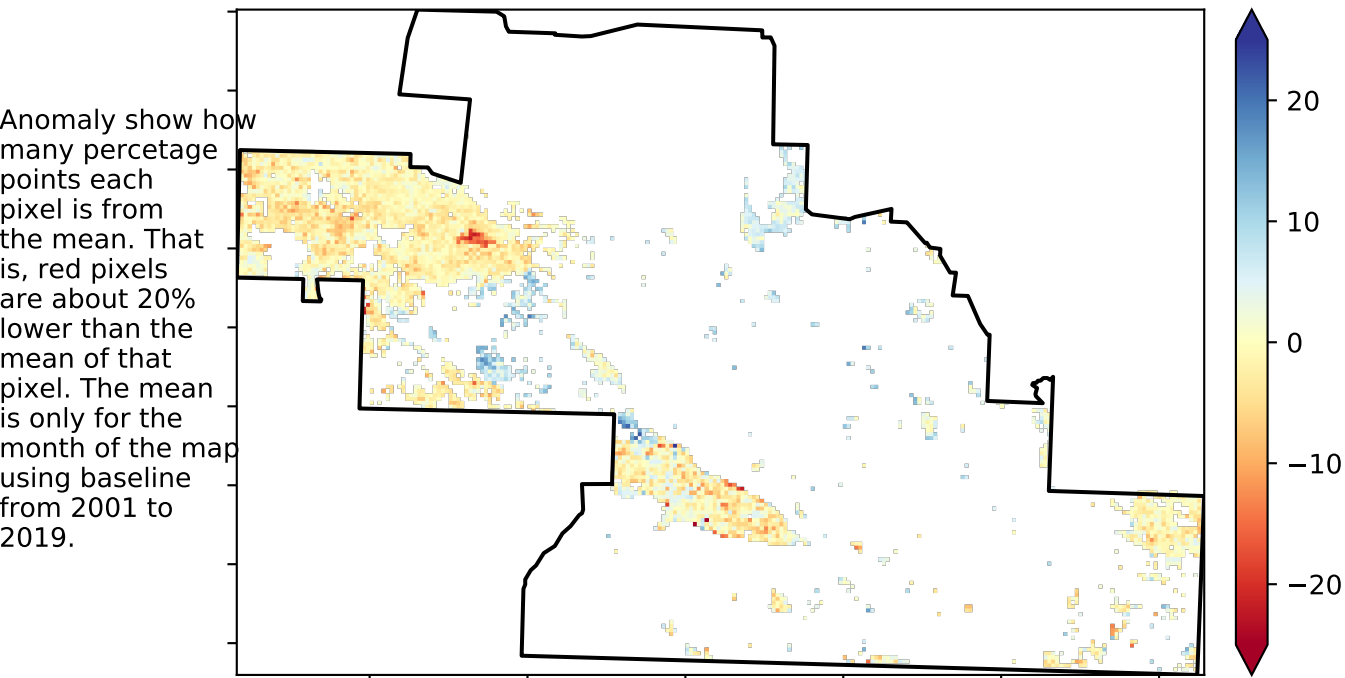 Anomaly show how
many percetage
points each
pixel is from
the mean. That
is, red pixels
are about 20%
lower than the
mean of that
pixel. The mean
is only for the
month of the map
using baseline
from 2001 to
2019.
20
10
0
−10
−20